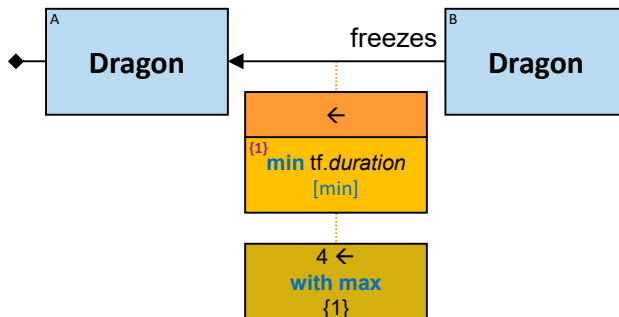 A
Dragon
freezes
B
Dragon
←
{1}
min tf.duration
[min]
4 ←
with max
{1}